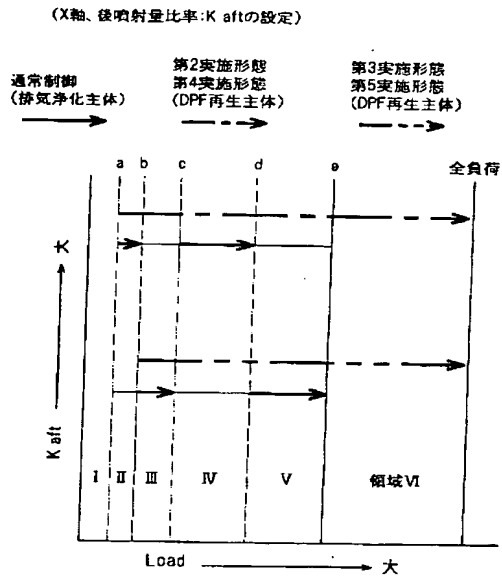 (X軸、後噴射量比率:K aftの設定)
通常制御
(排気浄化主体)
第2実施形態
第4実施形態
(DPF再生主体)
第3実施形態
第5実施形態
(DPF再生主体)
a b c d e 全負荷
大
K aft
I II III IV V 領域VI
Load 大